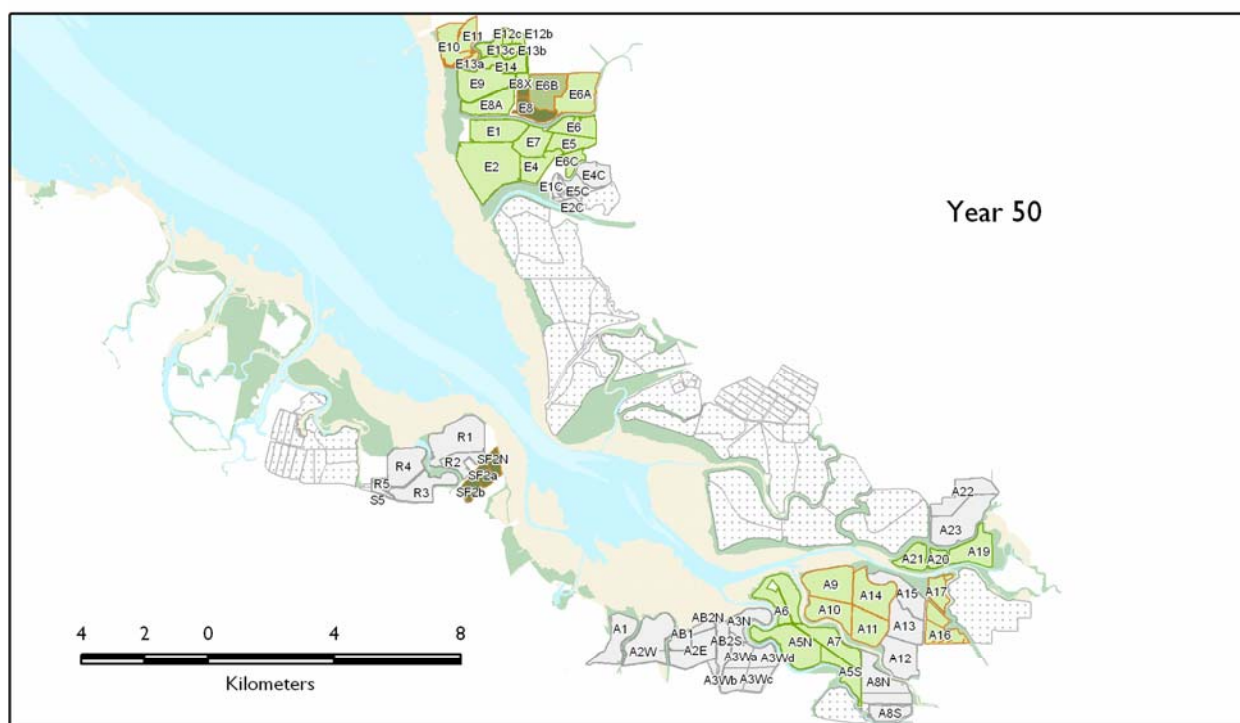 E11
E12c E12b
E10
E13c E13b
E13a
E14
E9
E8X
E6B
E6A
E8A
E8
E1
E6
E7
E5
E2
E4
E6C
E4C
E1C
E5C
E2C
Year 50
R1
R2
SF2N
R4
SF2a
R5
R3
SF2b
S5
A22
A23
A21
A20
A19
A9
A14
A15
A17
A6
A10
A11
A13
A16
A1
AB2N
A3N
AB1
AB2S
A2W
A2E
A5N
A7
A3Wa
A3Wd
A12
A3Wb
A3Wc
A5S
A8N
A8S
4 2 0 4 8
Kilometers